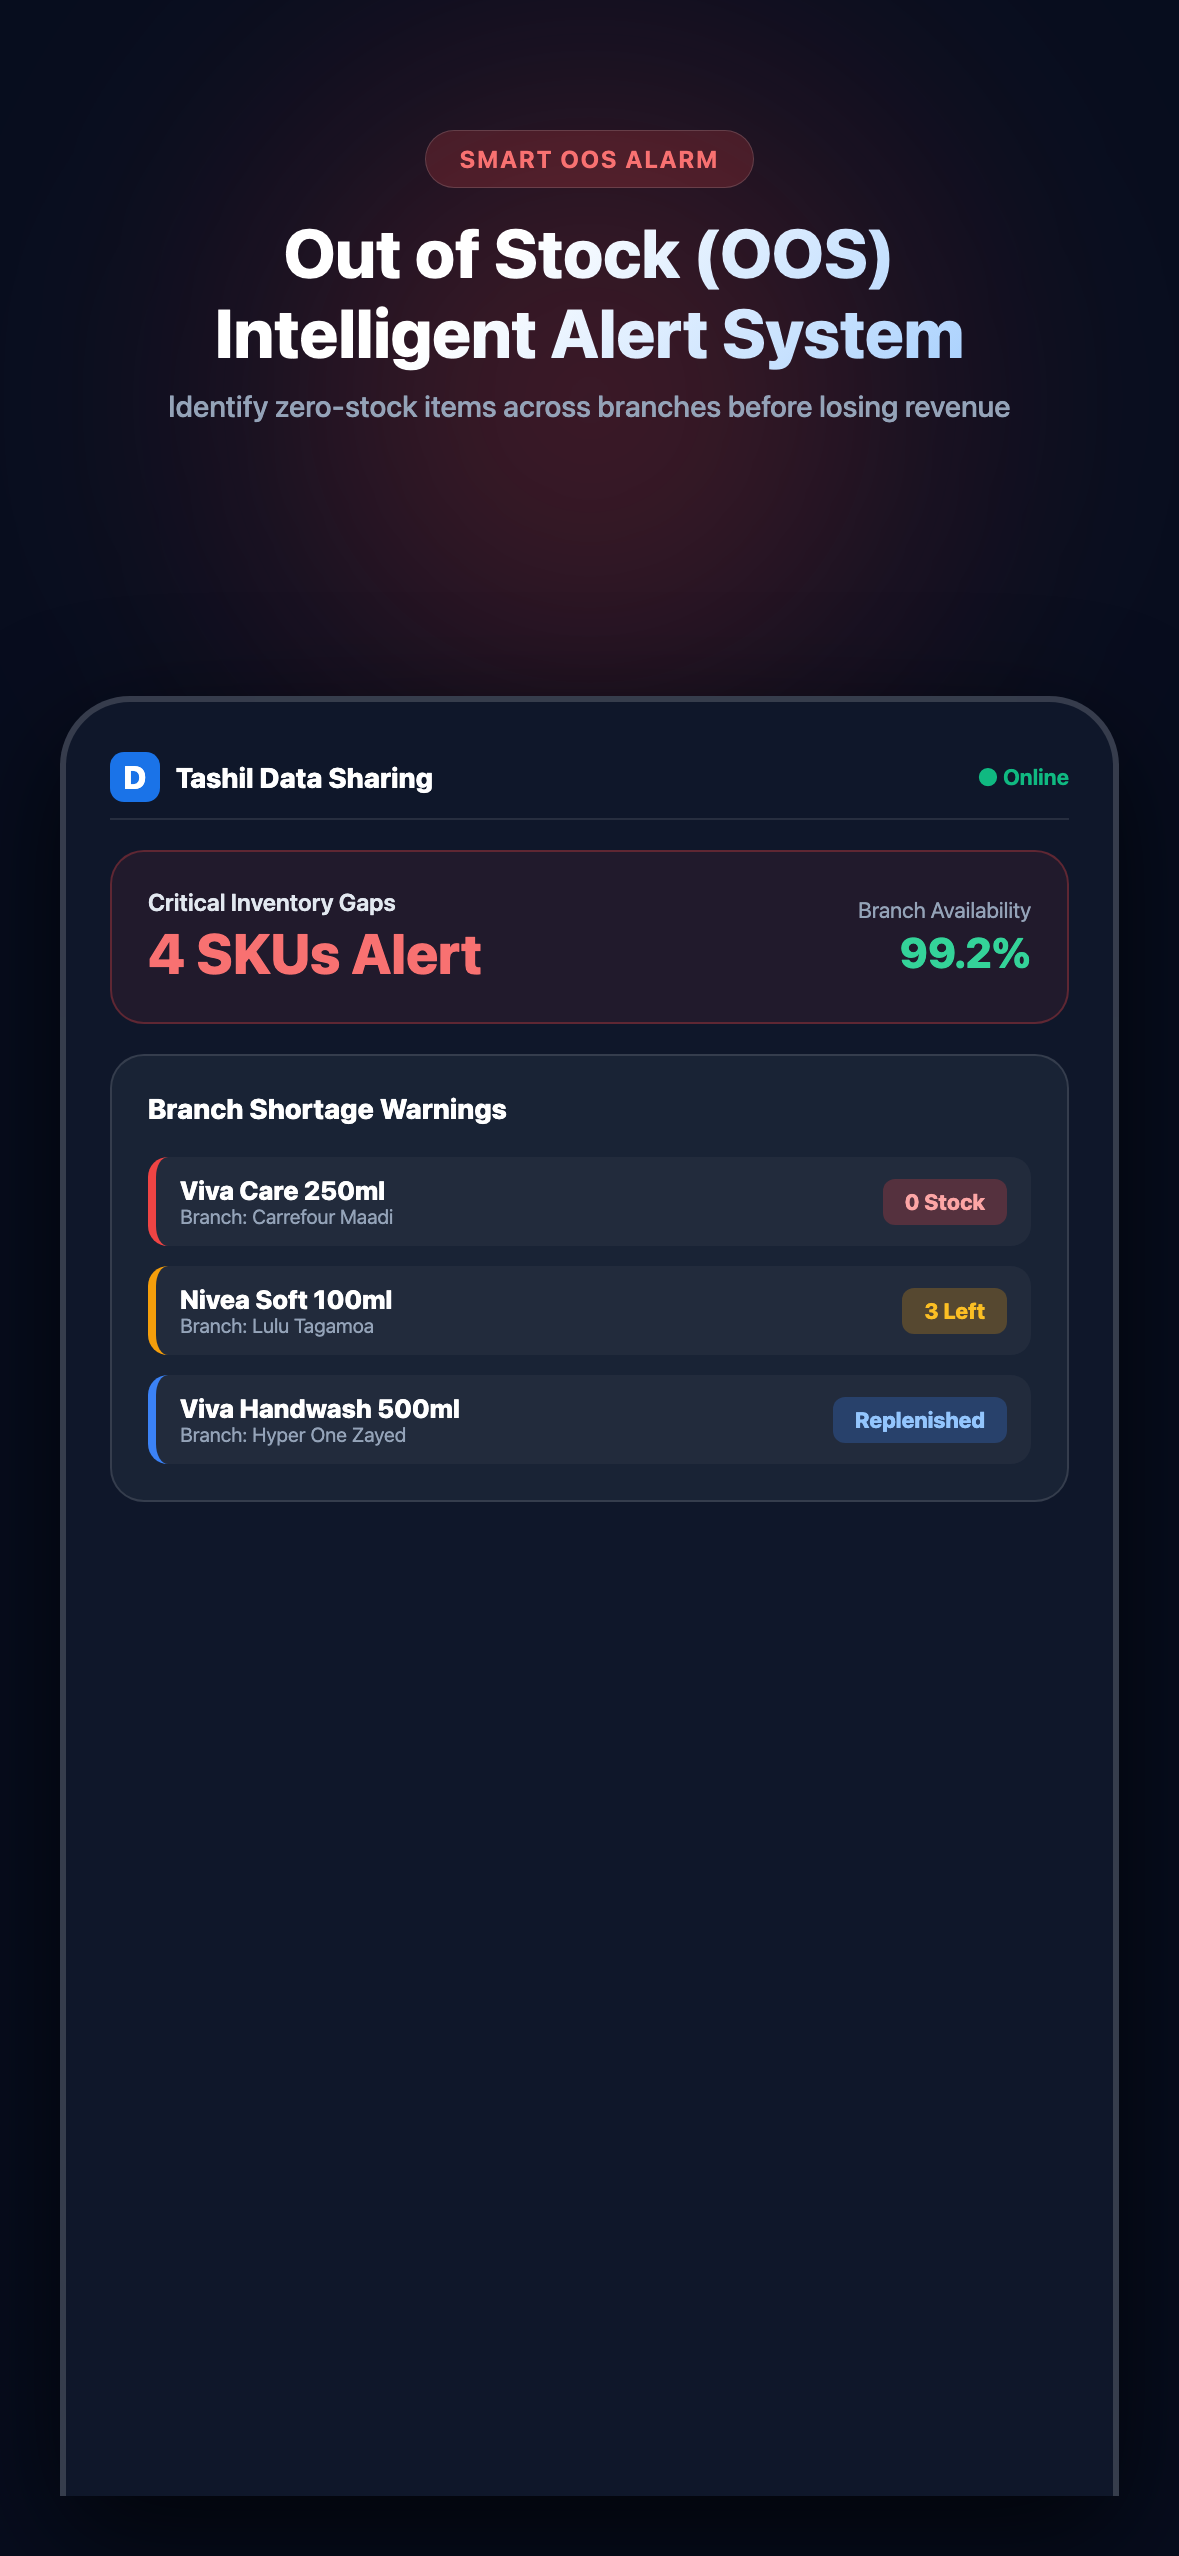 SMART OOS ALARM
Out of Stock (OOS)
Intelligent Alert System
Identify zero-stock items across branches before losing revenue
D Tashil Data Sharing
Online
Critical Inventory Gaps
4 SKUs Alert
Branch Availability
99.2%
Branch Shortage Warnings
Viva Care 250ml
Branch: Carrefour Maadi
0 Stock
Nivea Soft 100ml
Branch: Lulu Tagamoa
3 Left
Viva Handwash 500ml
Branch: Hyper One Zayed
Replenished